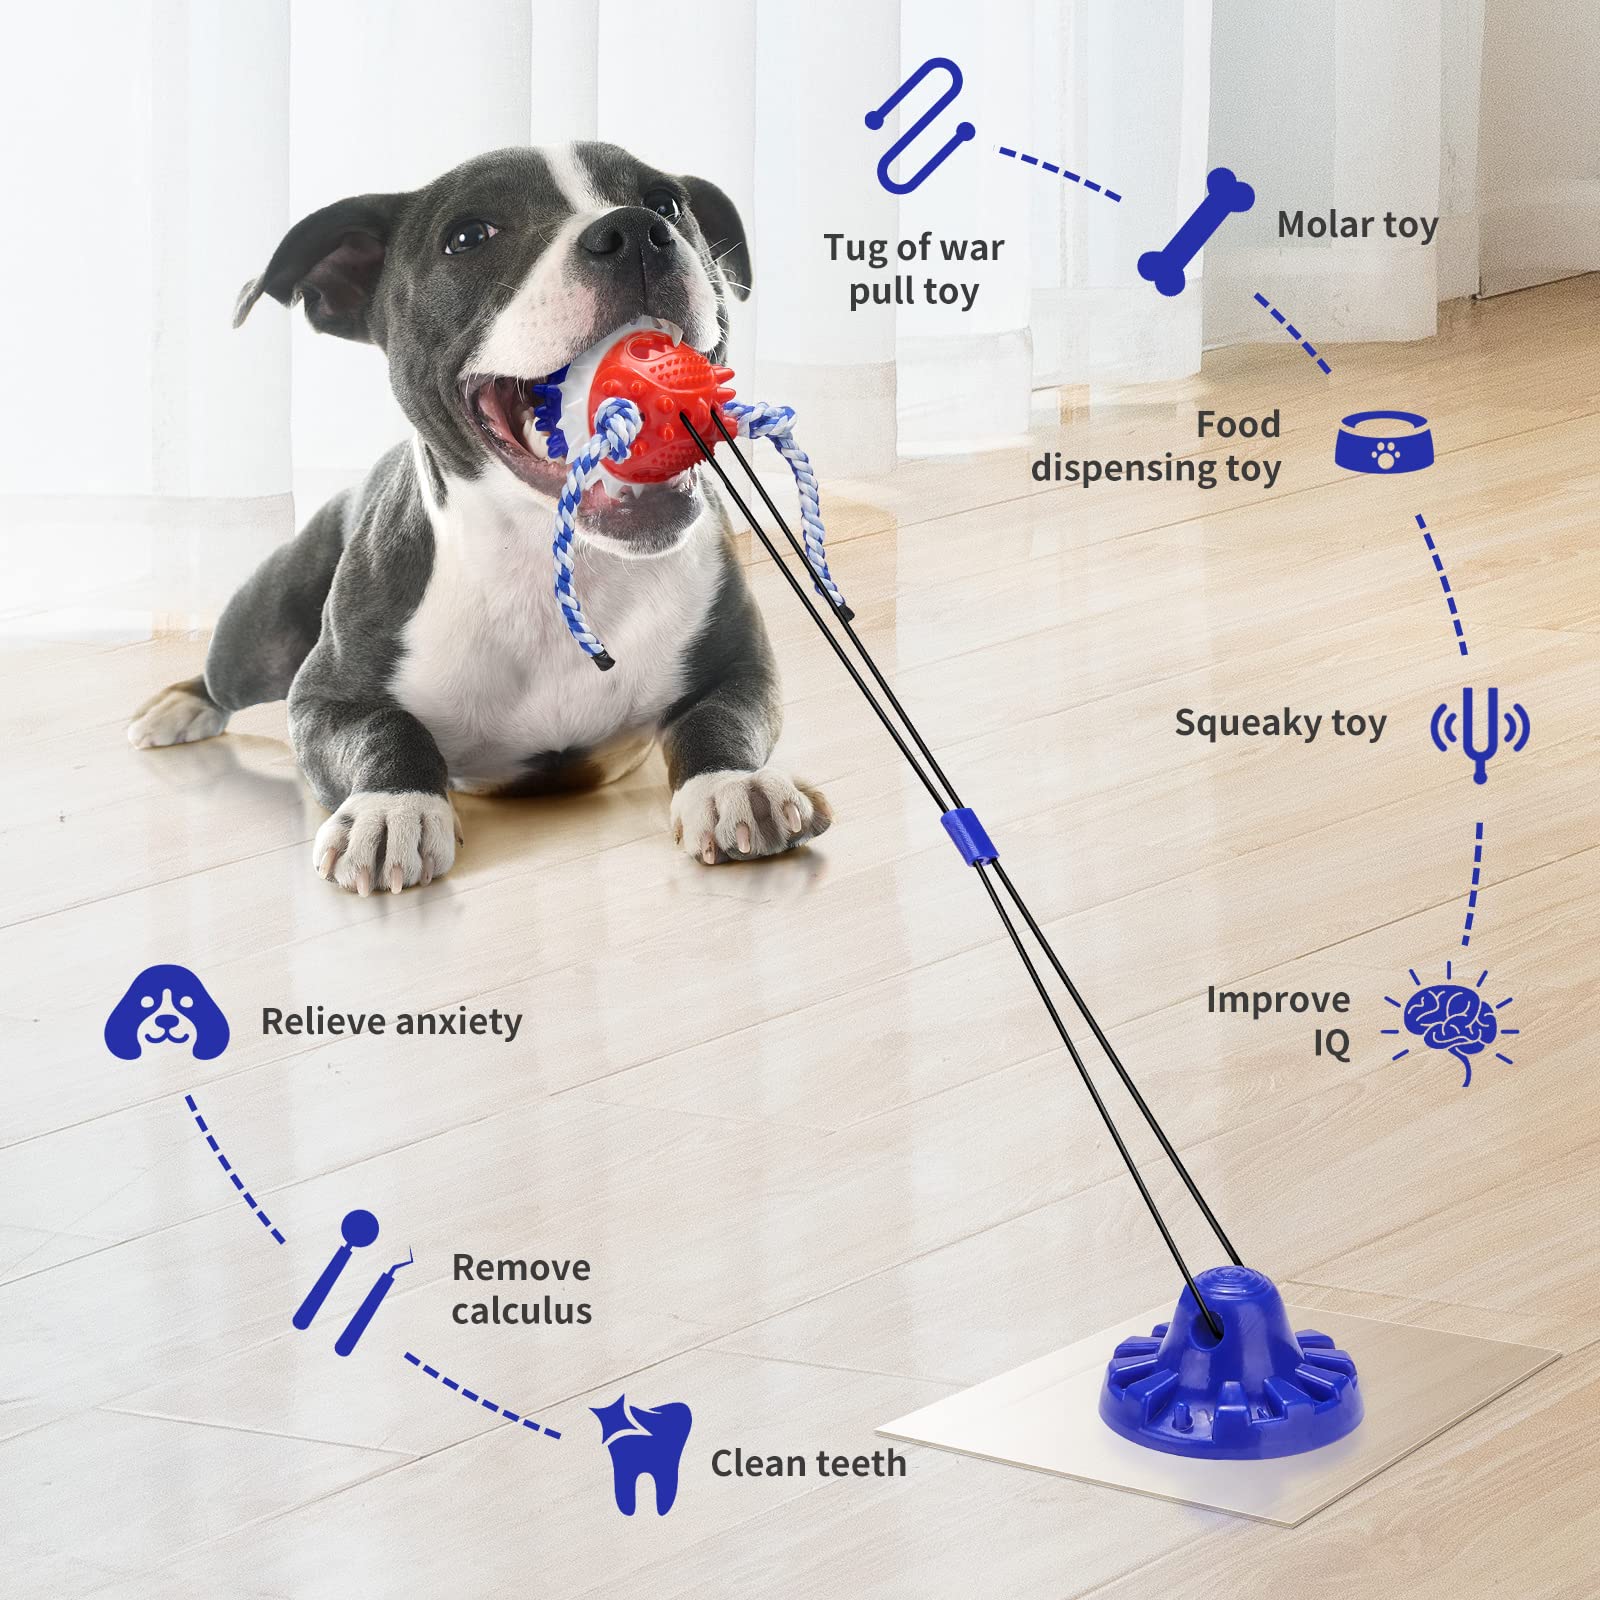 Tug of war
pull toy
Molar toy
Food
dispensing toy
Squeaky toy
Improve
IQ
Relieve anxiety
Remove
calculus
Clean teeth